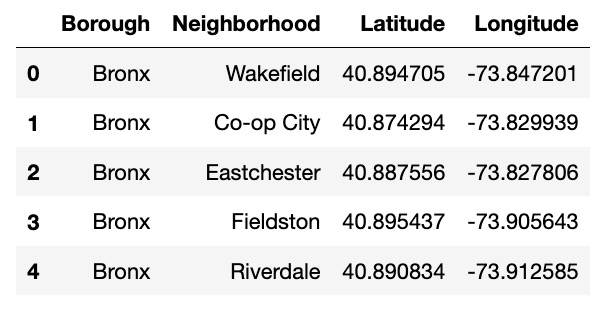 Borough Neighborhood Latitude Longitude
0 Bronx Wakefield 40.894705 -73.847201
1 Bronx Co-op City 40.874294 -73.829939
2 Bronx Eastchester 40.887556 -73.827806
3 Bronx Fieldston 40.895437 -73.905643
4 Bronx Riverdale 40.890834 -73.912585